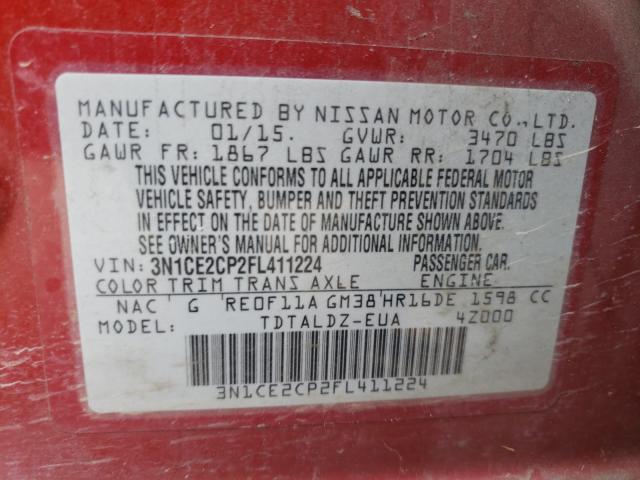 MANUFACTURED BY NISSAN MOTOR CO.,LTD.
DATE: 01/15. GVWR: 3470 LBS
GAWR FR: 1867 LBS GAWR RR: 1704 LBS
THIS VEHICLE CONFORMS TO ALL APPLICABLE FEDERAL MOTOR
VEHICLE SAFETY, BUMPER AND THEFT PREVENTION STANDARDS
IN EFFECT ON THE DATE OF MANUFACTURE SHOWN ABOVE.
SEE OWNER'S MANUAL FOR ADDITIONAL INFORMATION.
VIN: 3N1CE2CP2FL411224 PASSENGER CAR.
COLOR TRIM TRANS AXLE ENGINE
NAC G RE0F11A GM38 HR16DE 1598 CC
MODEL: TDTALDZ-EUA 4Z000
3N1CE2CP2FL411224